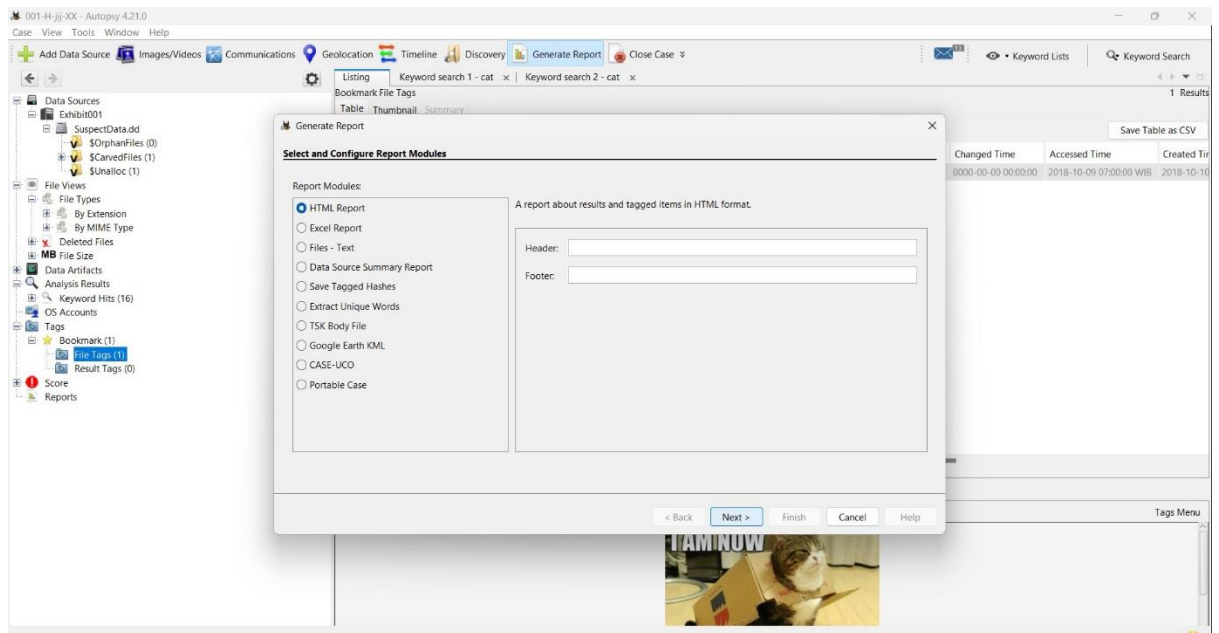 001-H-jij-XX - Autopsy 4.21.0
Case View Tools Window Help
Add Data Source Images/Videos Communications Geolocation Timeline Discovery Generate Report Close Case 13 Keyword Lists Keyword Search
Listing Keyword search 1 - cat x Keyword search 2 - cat x
Bookmark File Tags 1 Results
Table Thumbnail Summary
Save Table as CSV
Changed Time Accessed Time Created Tir
0000-00-00 00:00:00 2018-10-09 07:00:00 WIB 2018-10-10
Data Sources
Exhibit001
SuspectData.dd
$OrphanFiles (0)
$CarvedFiles (1)
$Unalloc (1)
File Views
File Types
By Extension
By MIME Type
Deleted Files
MB File Size
Data Artifacts
Analysis Results
Keyword Hits (16)
OS Accounts
Tags
Bookmark (1)
File Tags (1)
Result Tags (0)
Score
Reports
Generate Report
Select and Configure Report Modules
Report Modules:
HTML Report
Excel Report
Files - Text
Data Source Summary Report
Save Tagged Hashes
Extract Unique Words
TSK Body File
Google Earth KML
CASE-UCO
Portable Case
A report about results and tagged items in HTML format.
Header:
Footer:
< Back Next > Finish Cancel Help
Tags Menu
I AM NOW